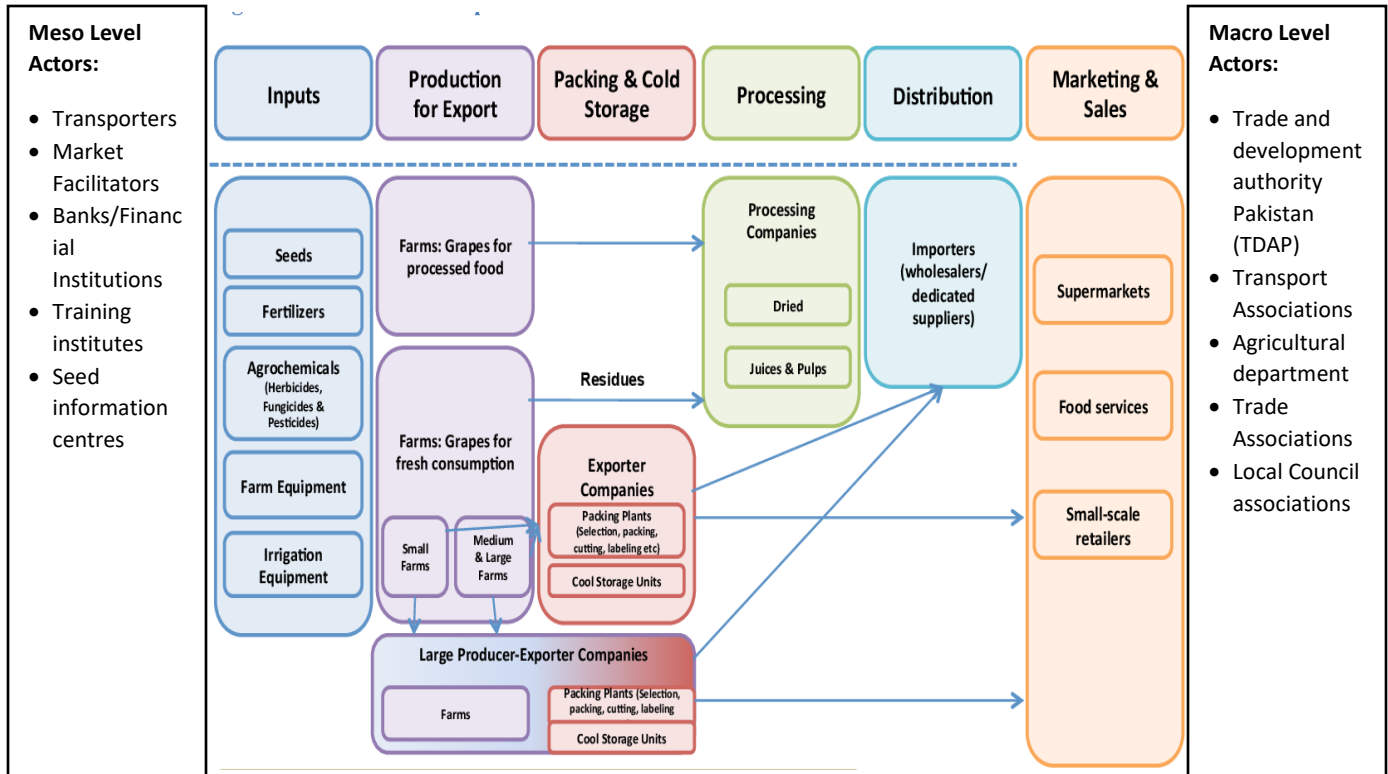 Meso Level
Actors:
• Transporters
• Market
Facilitators
• Banks/Financ
ial
Institutions
• Training
institutes
• Seed
information
centres
Inputs
Production
for Export
Packing & Cold
Storage
Processing
Distribution
Marketing &
Sales
Seeds
Fertilizers
Agrochemicals
(Herbicides,
Fungicides &
Pesticides)
Farm Equipment
Irrigation
Equipment
Farms: Grapes for
processed food
Farms: Grapes for
fresh consumption
Small
Farms
Medium
& Large
Farms
Residues
Exporter
Companies
Packing Plants
(Selection, packing,
cutting, labeling etc)
Cool Storage Units
Large Producer-Exporter Companies
Farms
Packing Plants (Selection,
packing, cutting, labeling
Cool Storage Units
Processing
Companies
Dried
Juices & Pulps
Importers
(wholesalers/
dedicated
suppliers)
Supermarkets
Food services
Small-scale
retailers
Macro Level
Actors:
• Trade and
development
authority
Pakistan
(TDAP)
• Transport
Associations
• Agricultural
department
• Trade
Associations
• Local Council
associations